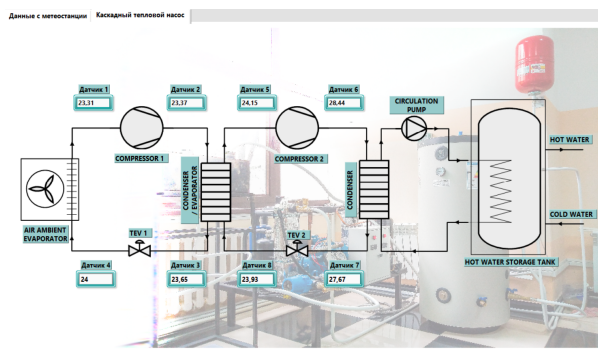 Данные с метеостанции
Каскадный тепловой насос
Датчик 1
23,31
Датчик 2
23,37
Датчик 5
24,15
Датчик 6
28,44
CIRCULATION
PUMP
COMPRESSOR 1
COMPRESSOR 2
HOT WATER
CONDENSER
/
EVAPORATOR
CONDENSER
COLD WATER
AIR AMBIENT
EVAPORATOR
TEV 1
TEV 2
HOT WATER STORAGE TANK
Датчик 4
24
Датчик 3
23,65
Датчик 8
23,93
Датчик 7
27,67